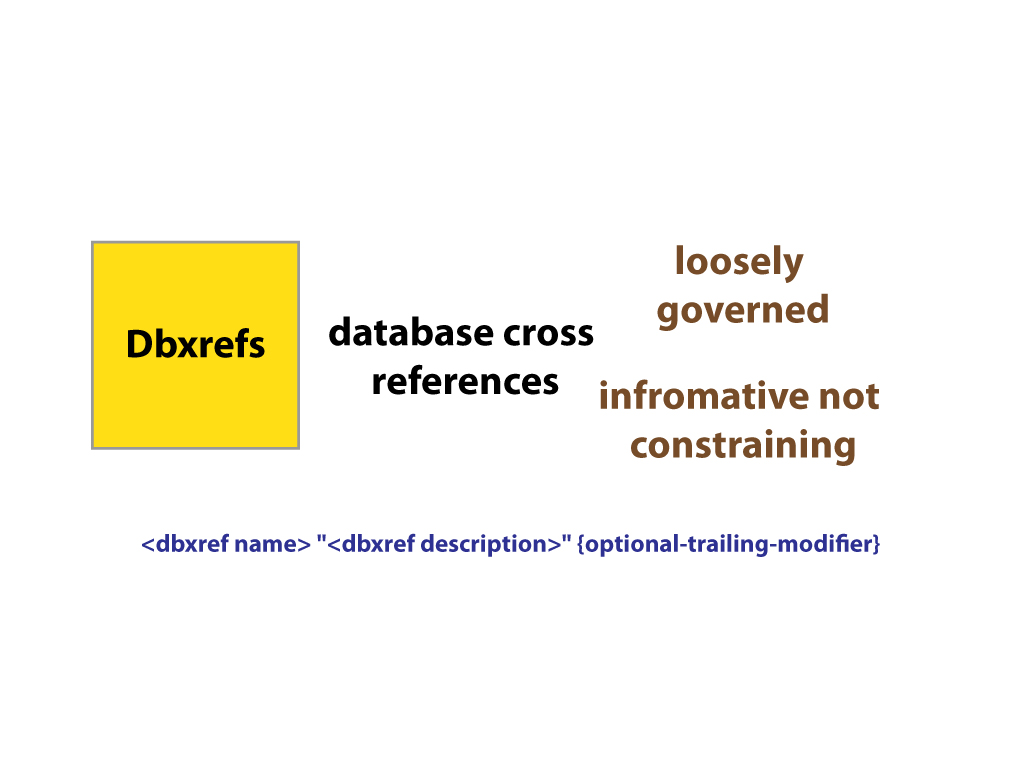 Dbxrefs
database cross
references
loosely
governed
infromative not
constraining
<dbxref name> "<dbxref description>" {optional-trailing-modifier}